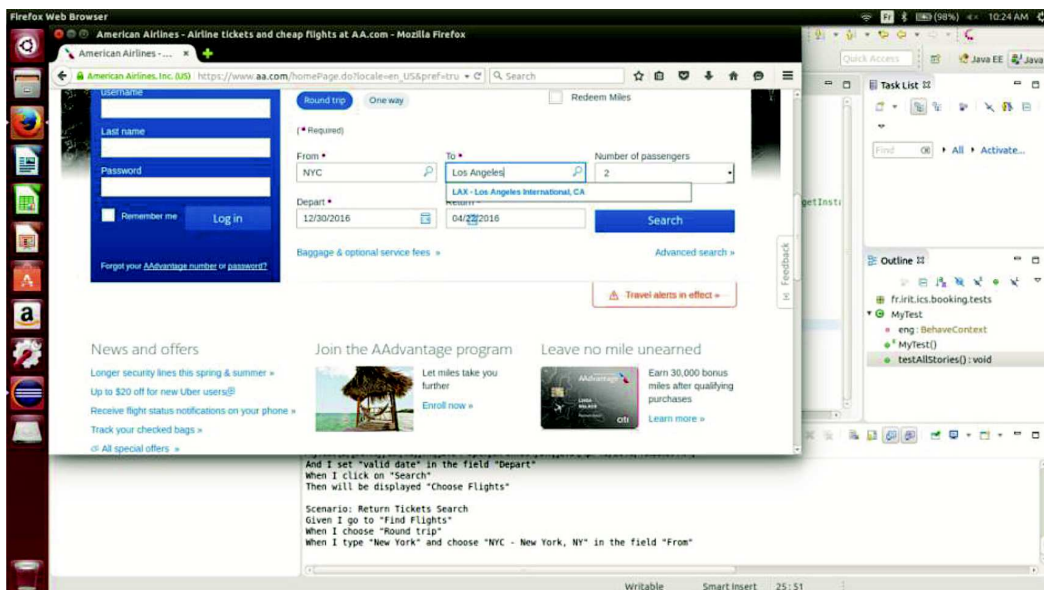 Firefox Web Browser
Fr (98%) 10:24 AM
American Airlines - Airline tickets and cheap flights at AA.com - Mozilla Firefox
American Airlines - ...
American Airlines, Inc. (US) https://www.aa.com/homePage.do?locale=en_US&pref=tru Search
Quick Access Java EE Java
Task List
Find All Activate...
username
Last name
Password
Remember me Log in
Forgot your AAdvantage number or password?
Round trip One way Redeem Miles
(• Required)
From • To • Number of passengers
NYC Los Angeles 2
LAX - Los Angeles International, CA
Depart • Return •
12/30/2016 04/22/2016 Search
Baggage & optional service fees » Advanced search »
Feedback
Travel alerts in effect »
getInsta
Outline
fr.irit.ics.booking.tests
MyTest
eng : BehaveContext
MyTest()
testAllStories() : void
News and offers
Longer security lines this spring & summer »
Up to $20 off for new Uber users
Receive flight status notifications on your phone »
Track your checked bags »
All special offers »
Join the AAdvantage program
Let miles take you
further
Enroll now »
Leave no mile unearned
AAdvantage
LINDA
WALKER
citi
Earn 30,000 bonus
miles after qualifying
purchases
Learn more »
And I set "valid date" in the field "Depart"
When I click on "Search"
Then will be displayed "Choose Flights"
Scenario: Return Tickets Search
Given I go to "Find Flights"
When I choose "Round trip"
When I type "New York" and choose "NYC - New York, NY" in the field "From"
Writable Smart Insert 25 : 51